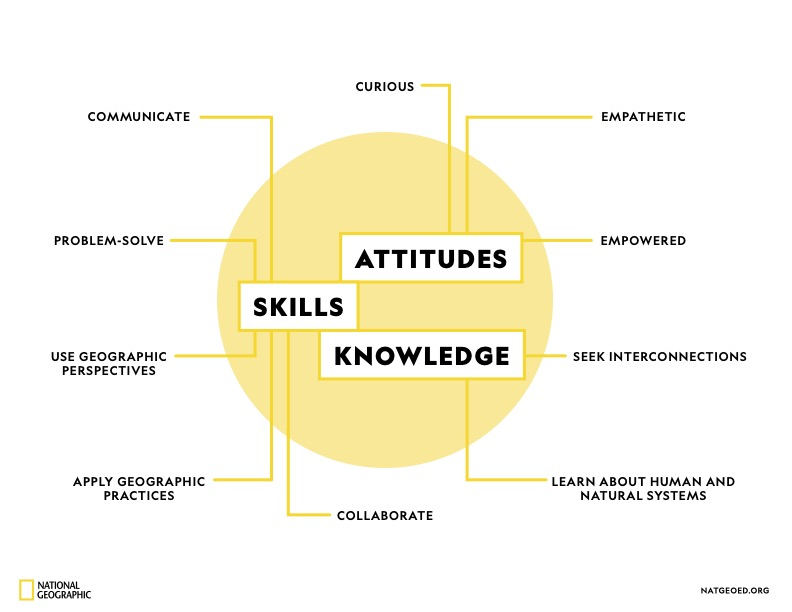 CURIOUS
COMMUNICATE
EMPATHETIC
PROBLEM-SOLVE
EMPOWERED
ATTITUDES
SKILLS
KNOWLEDGE
USE GEOGRAPHIC
PERSPECTIVES
SEEK INTERCONNECTIONS
APPLY GEOGRAPHIC
PRACTICES
LEARN ABOUT HUMAN AND
NATURAL SYSTEMS
COLLABORATE
NATIONAL
GEOGRAPHIC
NATGEOED.ORG